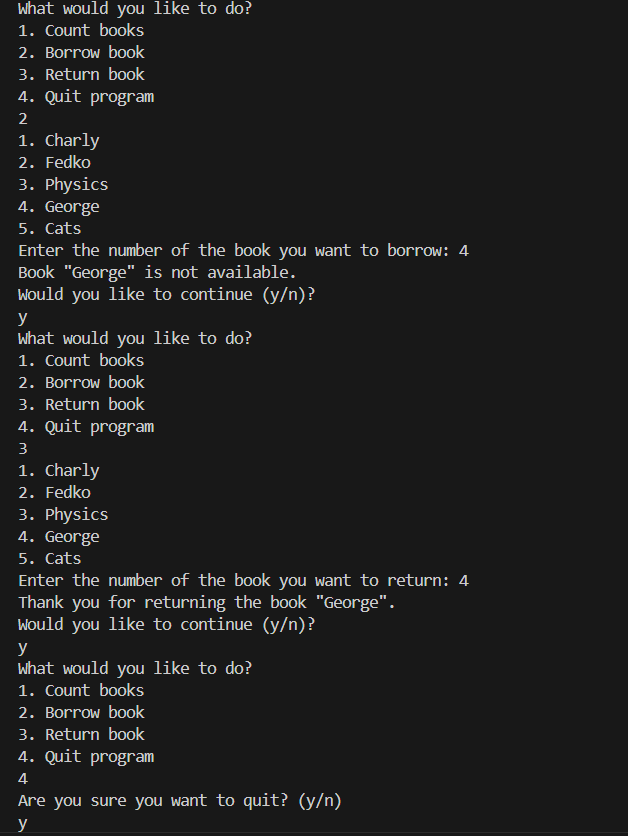 What would you like to do?
1. Count books
2. Borrow book
3. Return book
4. Quit program
2
1. Charly
2. Fedko
3. Physics
4. George
5. Cats
Enter the number of the book you want to borrow: 4
Book "George" is not available.
Would you like to continue (y/n)?
y
What would you like to do?
1. Count books
2. Borrow book
3. Return book
4. Quit program
3
1. Charly
2. Fedko
3. Physics
4. George
5. Cats
Enter the number of the book you want to return: 4
Thank you for returning the book "George".
Would you like to continue (y/n)?
y
What would you like to do?
1. Count books
2. Borrow book
3. Return book
4. Quit program
4
Are you sure you want to quit? (y/n)
y